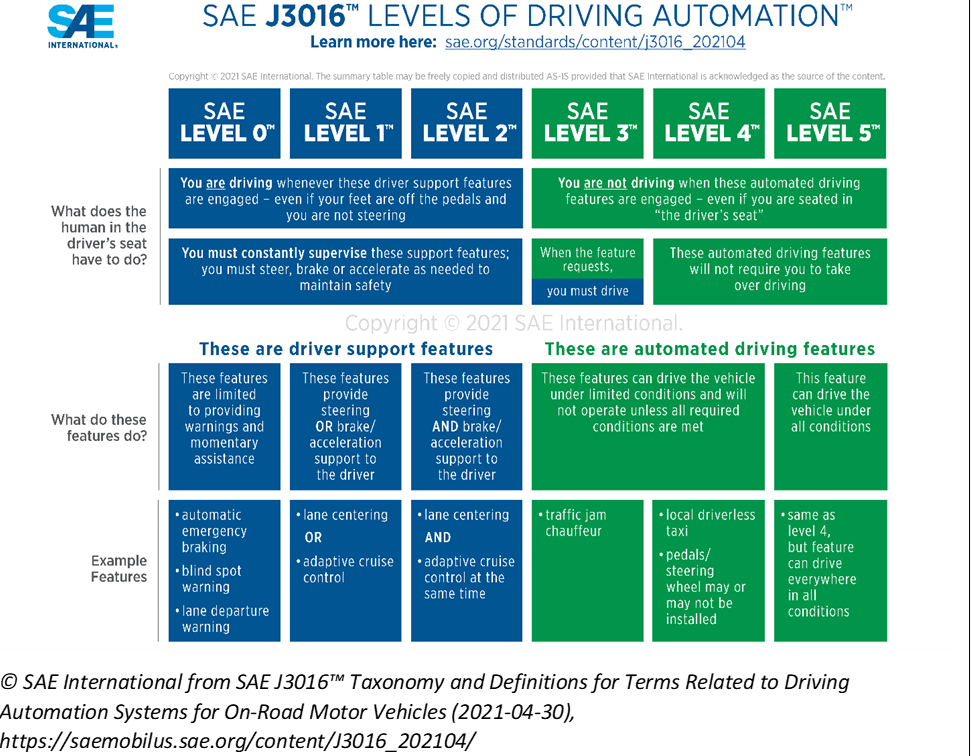 SAE
INTERNATIONAL®
SAE J3016™ LEVELS OF DRIVING AUTOMATION™
Learn more here: sae.org/standards/content/j3016_202104
Copyright © 2021 SAE International. The summary table may be freely copied and distributed AS-IS provided that SAE International is acknowledged as the source of the content.
SAE
LEVEL 0™
SAE
LEVEL 1™
SAE
LEVEL 2™
SAE
LEVEL 3™
SAE
LEVEL 4™
SAE
LEVEL 5™
What does the
human in the
driver's seat
have to do?
You are driving whenever these driver support features
are engaged – even if your feet are off the pedals and
you are not steering
You are not driving when these automated driving
features are engaged – even if you are seated in
“the driver's seat”
You must constantly supervise these support features;
you must steer, brake or accelerate as needed to
maintain safety
When the feature
requests,
you must drive
These automated driving features
will not require you to take
over driving
Copyright © 2021 SAE International.
These are driver support features
These are automated driving features
What do these
features do?
These features
are limited
to providing
warnings and
momentary
assistance
These features
provide
steering
OR brake/
acceleration
support to
the driver
These features
provide
steering
AND brake/
acceleration
support to
the driver
These features can drive the vehicle
under limited conditions and will
not operate unless all required
conditions are met
This feature
can drive the
vehicle under
all conditions
Example
Features
• automatic
emergency
braking
• blind spot
warning
• lane departure
warning
• lane centering
OR
• adaptive cruise
control
• lane centering
AND
• adaptive cruise
control at the
same time
• traffic jam
chauffeur
• local driverless
taxi
• pedals/
steering
wheel may or
may not be
installed
• same as
level 4,
but feature
can drive
everywhere
in all
conditions
© SAE International from SAE J3016™ Taxonomy and Definitions for Terms Related to Driving
Automation Systems for On-Road Motor Vehicles (2021-04-30),
https://saemobilus.sae.org/content/J3016_202104/